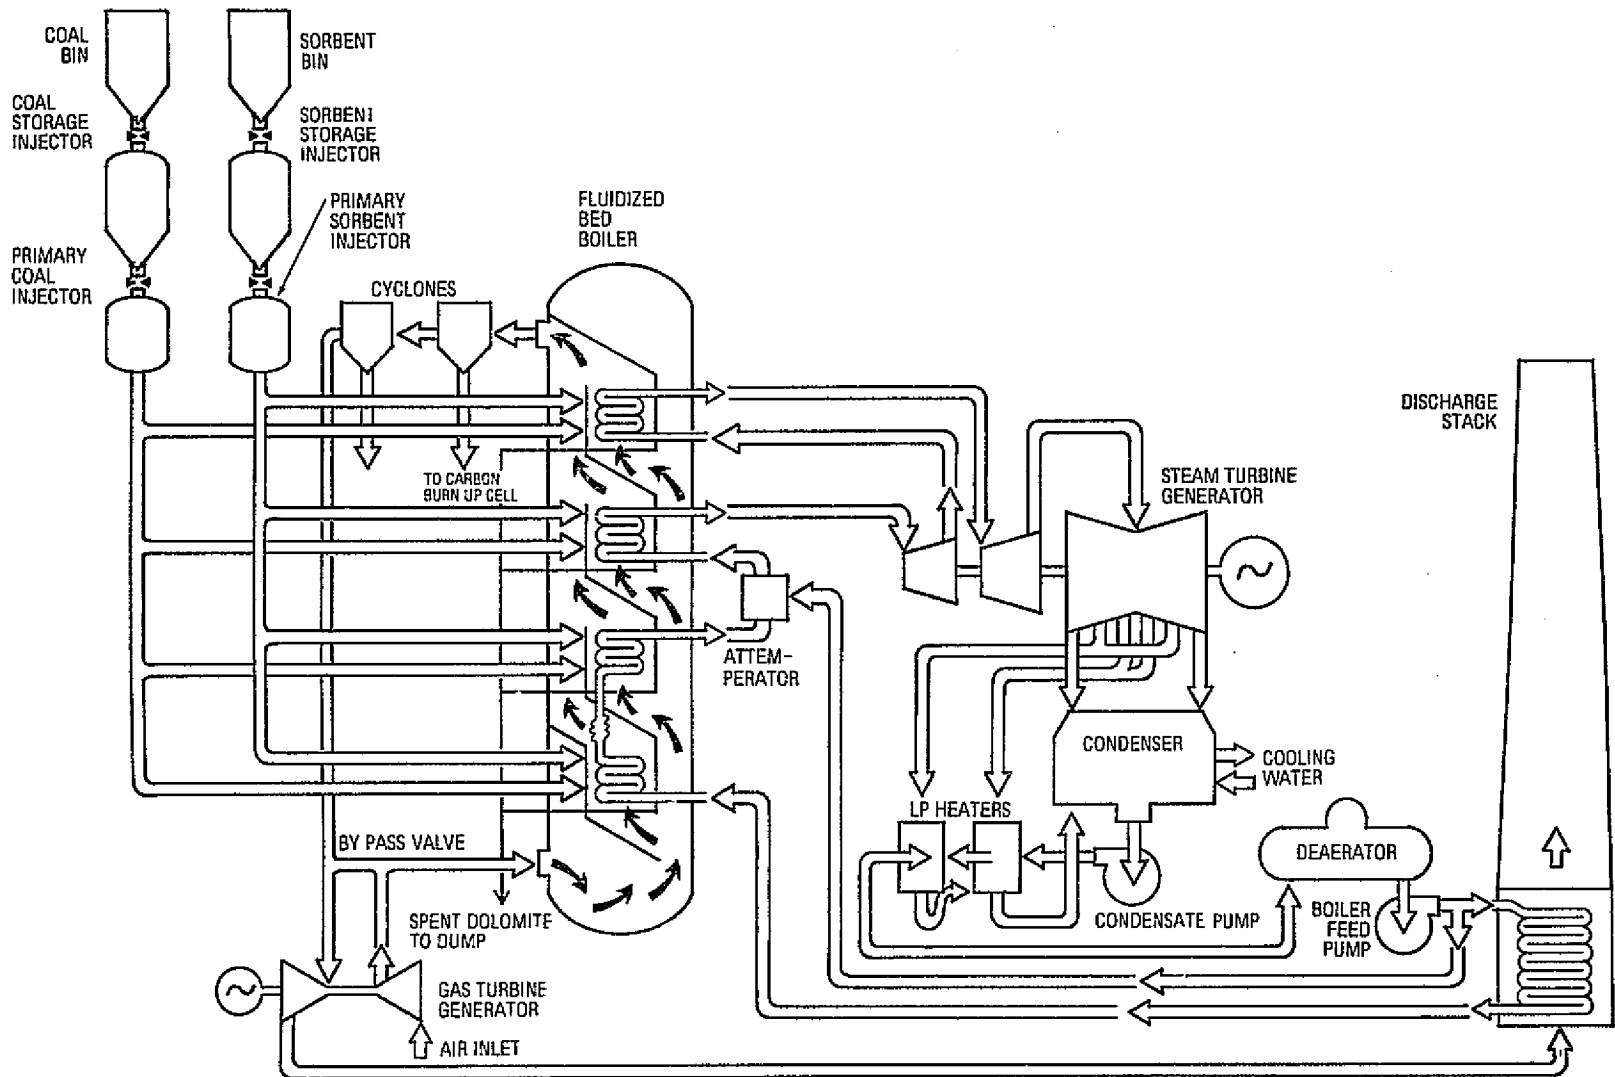 COAL
BIN
SORBENT
BIN
COAL
STORAGE
INJECTOR
SORBENT
STORAGE
INJECTOR
PRIMARY
SORBENT
INJECTOR
FLUIDIZED
BED
BOILER
PRIMARY
COAL
INJECTOR
CYCLONES
DISCHARGE
STACK
TO CARBON
BURN UP CELL
STEAM TURBINE
GENERATOR
ATTEM-
PERATOR
CONDENSER
COOLING
WATER
LP HEATERS
BY PASS VALVE
DEAERATOR
SPENT DOLOMITE
TO DUMP
CONDENSATE PUMP
BOILER
FEED
PUMP
GAS TURBINE
GENERATOR
AIR INLET